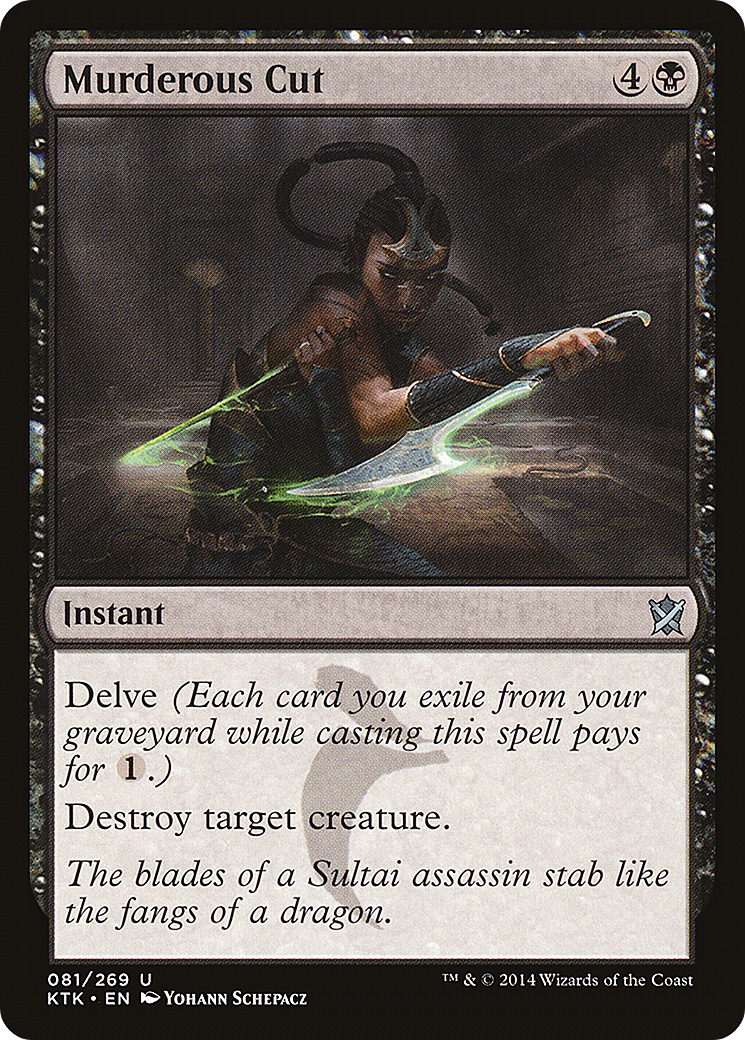 Murderous Cut 4
Instant
Delve (Each card you exile from your
graveyard while casting this spell pays
for 1.)
Destroy target creature.
The blades of a Sultai assassin stab like
the fangs of a dragon.
081/269 U
KTK • EN Yohann Schepacz
™ & © 2014 Wizards of the Coast